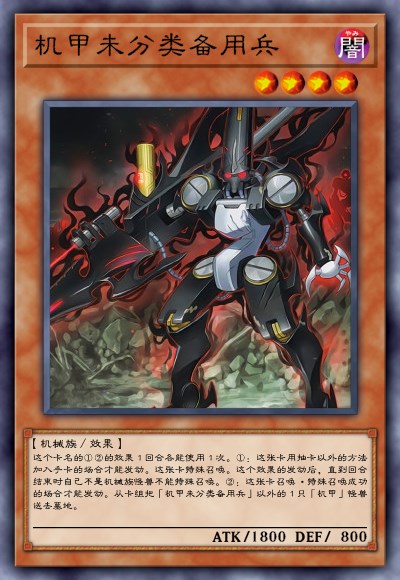 机甲未分类备用兵
やみ
闇
【机械族／效果】
这个卡名的①②的效果1回合各能使用1次。①：这张卡用抽卡以外的方法
加入手卡的场合才能发动。这张卡特殊召唤。这个效果的发动后，直到回合
结束时自己不是机械族怪兽不能特殊召唤。②：这张卡召唤·特殊召唤成功
的场合才能发动。从卡组把「机甲未分类备用兵」以外的1只「机甲」怪兽
送去墓地。
ATK/1800 DEF/ 800